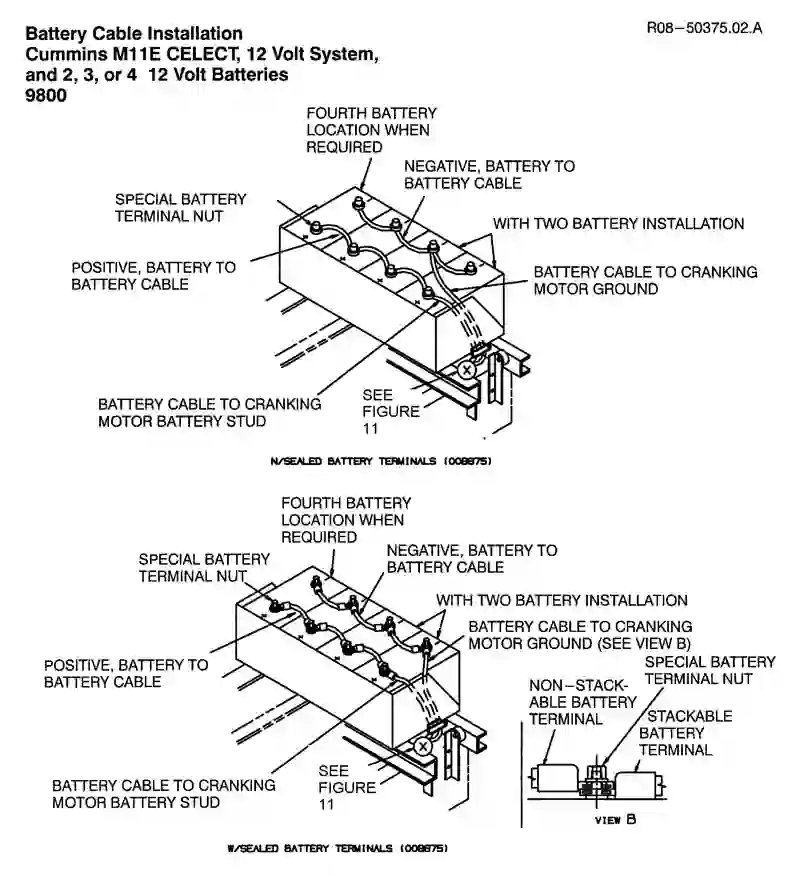 Battery Cable Installation
Cummins M11E CELECT, 12 Volt System,
and 2, 3, or 4 12 Volt Batteries
9800
R08-50375.02.A
FOURTH BATTERY
LOCATION WHEN
REQUIRED
NEGATIVE, BATTERY TO
BATTERY CABLE
SPECIAL BATTERY
TERMINAL NUT
WITH TWO BATTERY INSTALLATION
POSITIVE, BATTERY TO
BATTERY CABLE
BATTERY CABLE TO CRANKING
MOTOR GROUND
BATTERY CABLE TO CRANKING
MOTOR BATTERY STUD
SEE
FIGURE
11
N/SEALED BATTERY TERMINALS (008875)
FOURTH BATTERY
LOCATION WHEN
REQUIRED
NEGATIVE, BATTERY TO
BATTERY CABLE
SPECIAL BATTERY
TERMINAL NUT
WITH TWO BATTERY INSTALLATION
BATTERY CABLE TO CRANKING
MOTOR GROUND (SEE VIEW B)
POSITIVE, BATTERY TO
BATTERY CABLE
SPECIAL BATTERY
TERMINAL NUT
NON-STACK-
ABLE BATTERY
TERMINAL
STACKABLE
BATTERY
TERMINAL
BATTERY CABLE TO CRANKING
MOTOR BATTERY STUD
SEE
FIGURE
11
VIEW B
W/SEALED BATTERY TERMINALS (008875)